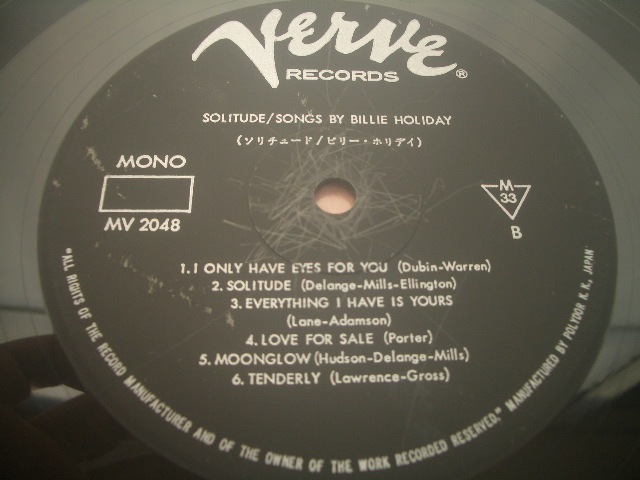 Verve
RECORDS ®
SOLITUDE/SONGS BY BILLIE HOLIDAY
(ソリチュード/ビリー・ホリデイ)
MONO
MV 2048
M
33
B
1. I ONLY HAVE EYES FOR YOU (Dubin-Warren)
2. SOLITUDE (Delange-Mills-Ellington)
3. EVERYTHING I HAVE IS YOURS
(Lane-Adamson)
4. LOVE FOR SALE (Porter)
5. MOONGLOW (Hudson-Delange-Mills)
6. TENDERLY (Lawrence-Gross)
"ALL RIGHTS OF THE RECORD MANUFACTURER AND OF THE OWNER OF THE WORK RECORDED RESERVED." MANUFACTURED BY POLYDOR K. K., JAPAN